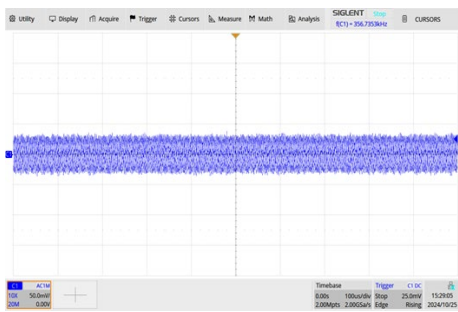 Utility Display Acquire Trigger Cursors Measure Math Analysis SIGLENT Stop CURSORS
f(C1) = 356.7353kHz
C1 AC1M
10X 50.0mV/
20M 0.00V
Timebase
0.00s 100us/div
2.00Mpts 2.00GSa/s
Trigger C1 DC
Stop 25.0mV
Edge Rising
15:29:05
2024/10/25